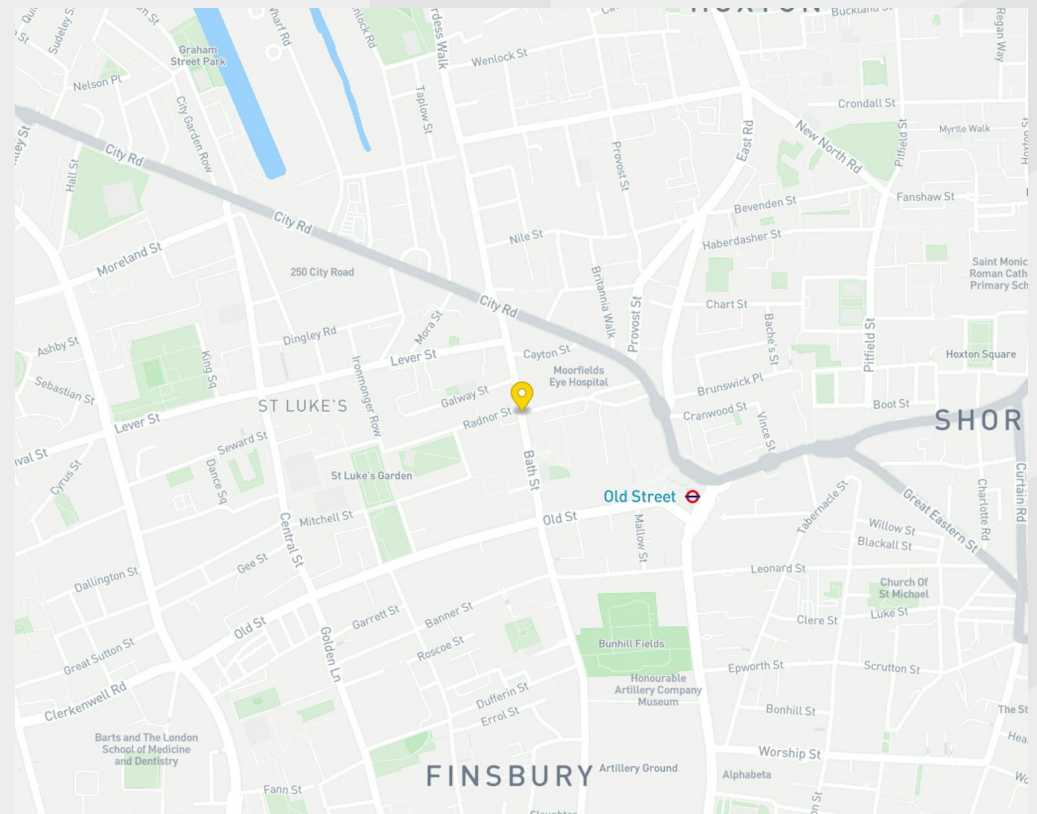 HOXTON
Buckland St
Regan Way
Sudeley S
Wharf Rd
Graham
Street Park
Wenlock St
Nelson Pl
City Garden Row
Taplow St
Crondall St
Myrtle Walk
New North Rd
Pitfield St
East Rd
City Rd
Hall St
Provost St
Fanshaw St
Bevenden St
City Rd
Nile St
Haberdasher St
Moreland St
250 City Road
Saint Monic
Roman Cath
Primary Sch
Britannia Walk
City Rd
Chart St
Mora St
Provost St
Bache's St
Pitfield St
Dingley Rd
Ashby St
King Sq
Lever St
Cayton St
Hoxton Square
Ironmonger Row
Moorfields
Eye Hospital
Sebastian St
Galway St
Brunswick Pl
ST LUKE'S
Radnor St
Cranwood St
Boot St
SHOR
Lever St
Vince St
Seward St
Bath St
Cyrus St
Dance Sq
St Luke's Garden
Old Street
Curtain Rd
Charlotte Rd
Tabernacle St
Great Eastern St
Mitchell St
Old St
Central St
Mallow St
Willow St
Blackall St
Gee St
Leonard St
Dallington St
Church Of
St Michael
Banner St
Garrett St
Luke St
Clere St
Old St
Golden Ln
Roscoe St
Bunhill Fields
Great Sutton St
Epworth St
Scrutton St
Honourable
Artillery Company
Museum
Clerkenwell Rd
Dufferin St
Errol St
Bonhill St
The St
Barts and The London
School of Medicine
and Dentistry
Worship St
FINSBURY
Artillery Ground
Alphabeta
Fann St